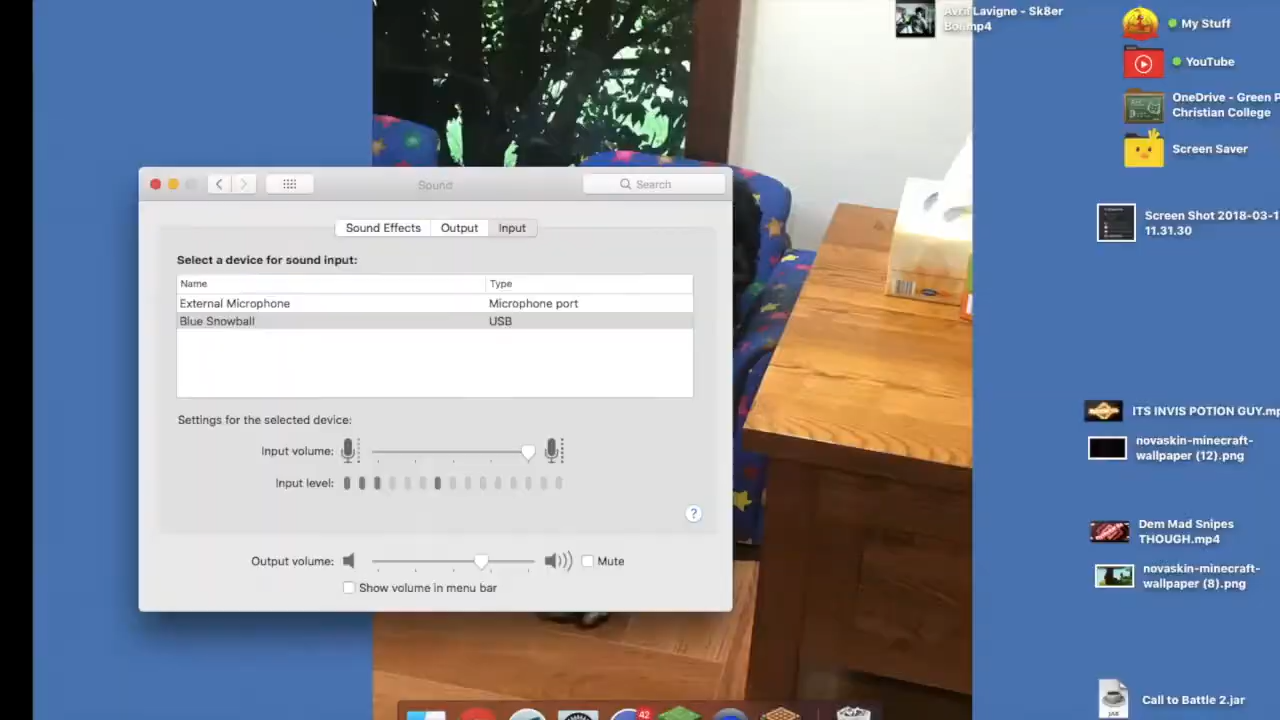 Avril Lavigne - Sk8er
Boi.mp4
My Stuff
YouTube
OneDrive - Green P
Christian College
Screen Saver
Sound
Search
Sound Effects
Output
Input
Select a device for sound input:
Name
Type
External Microphone
Microphone port
Blue Snowball
USB
Settings for the selected device:
Input volume:
Input level:
?
Output volume:
Mute
Show volume in menu bar
Screen Shot 2018-03-1
11.31.30
ITS INVIS POTION GUY.mp
novaskin-minecraft-
wallpaper (12).png
Dem Mad Snipes
THOUGH.mp4
novaskin-minecraft-
wallpaper (8).png
Call to Battle 2.jar
JAR
42